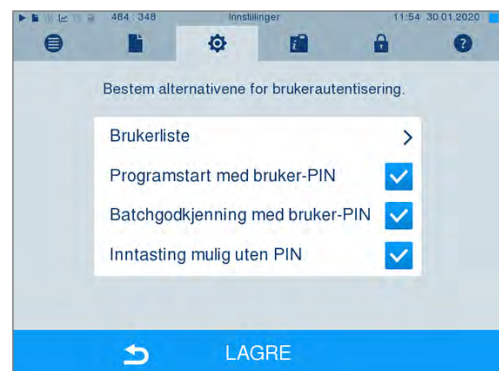 484 : 348 Innstillinger 11:54 30.01.2020
Bestem alternativene for brukerautentisering.
Brukerliste
Programstart med bruker-PIN
Batchgodkjenning med bruker-PIN
Inntasting mulig uten PIN
LAGRE